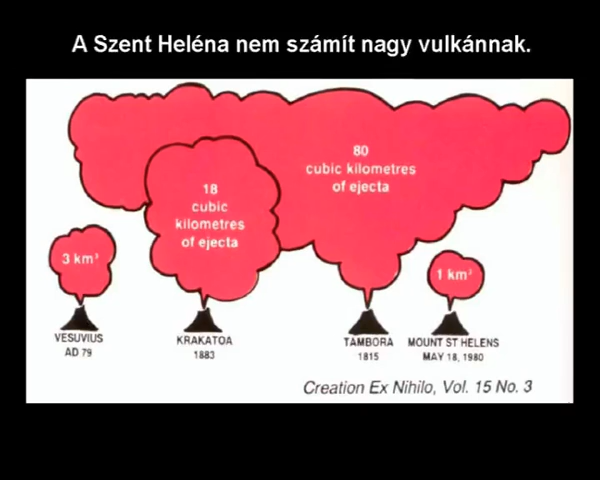 A Szent Heléna nem számít nagy vulkánnak.
80
cubic kilometres
of ejecta
18
cubic
kilometres
of ejecta
3 km³
1 km³
VESUVIUS
AD 79
KRAKATOA
1883
TAMBORA
1815
MOUNT ST HELENS
MAY 18, 1980
Creation Ex Nihilo, Vol. 15 No. 3